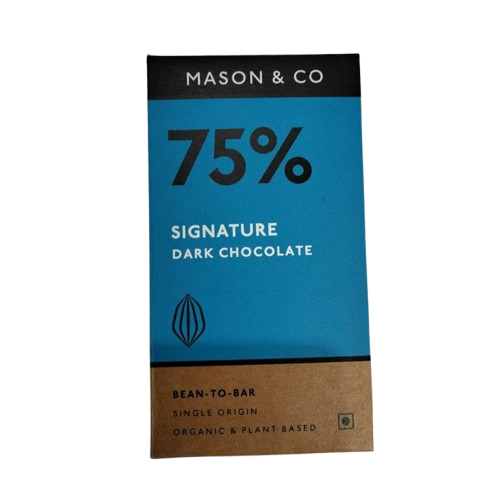 MASON & CO
75%
SIGNATURE
DARK CHOCOLATE
BEAN-TO-BAR
SINGLE ORIGIN
ORGANIC & PLANT-BASED